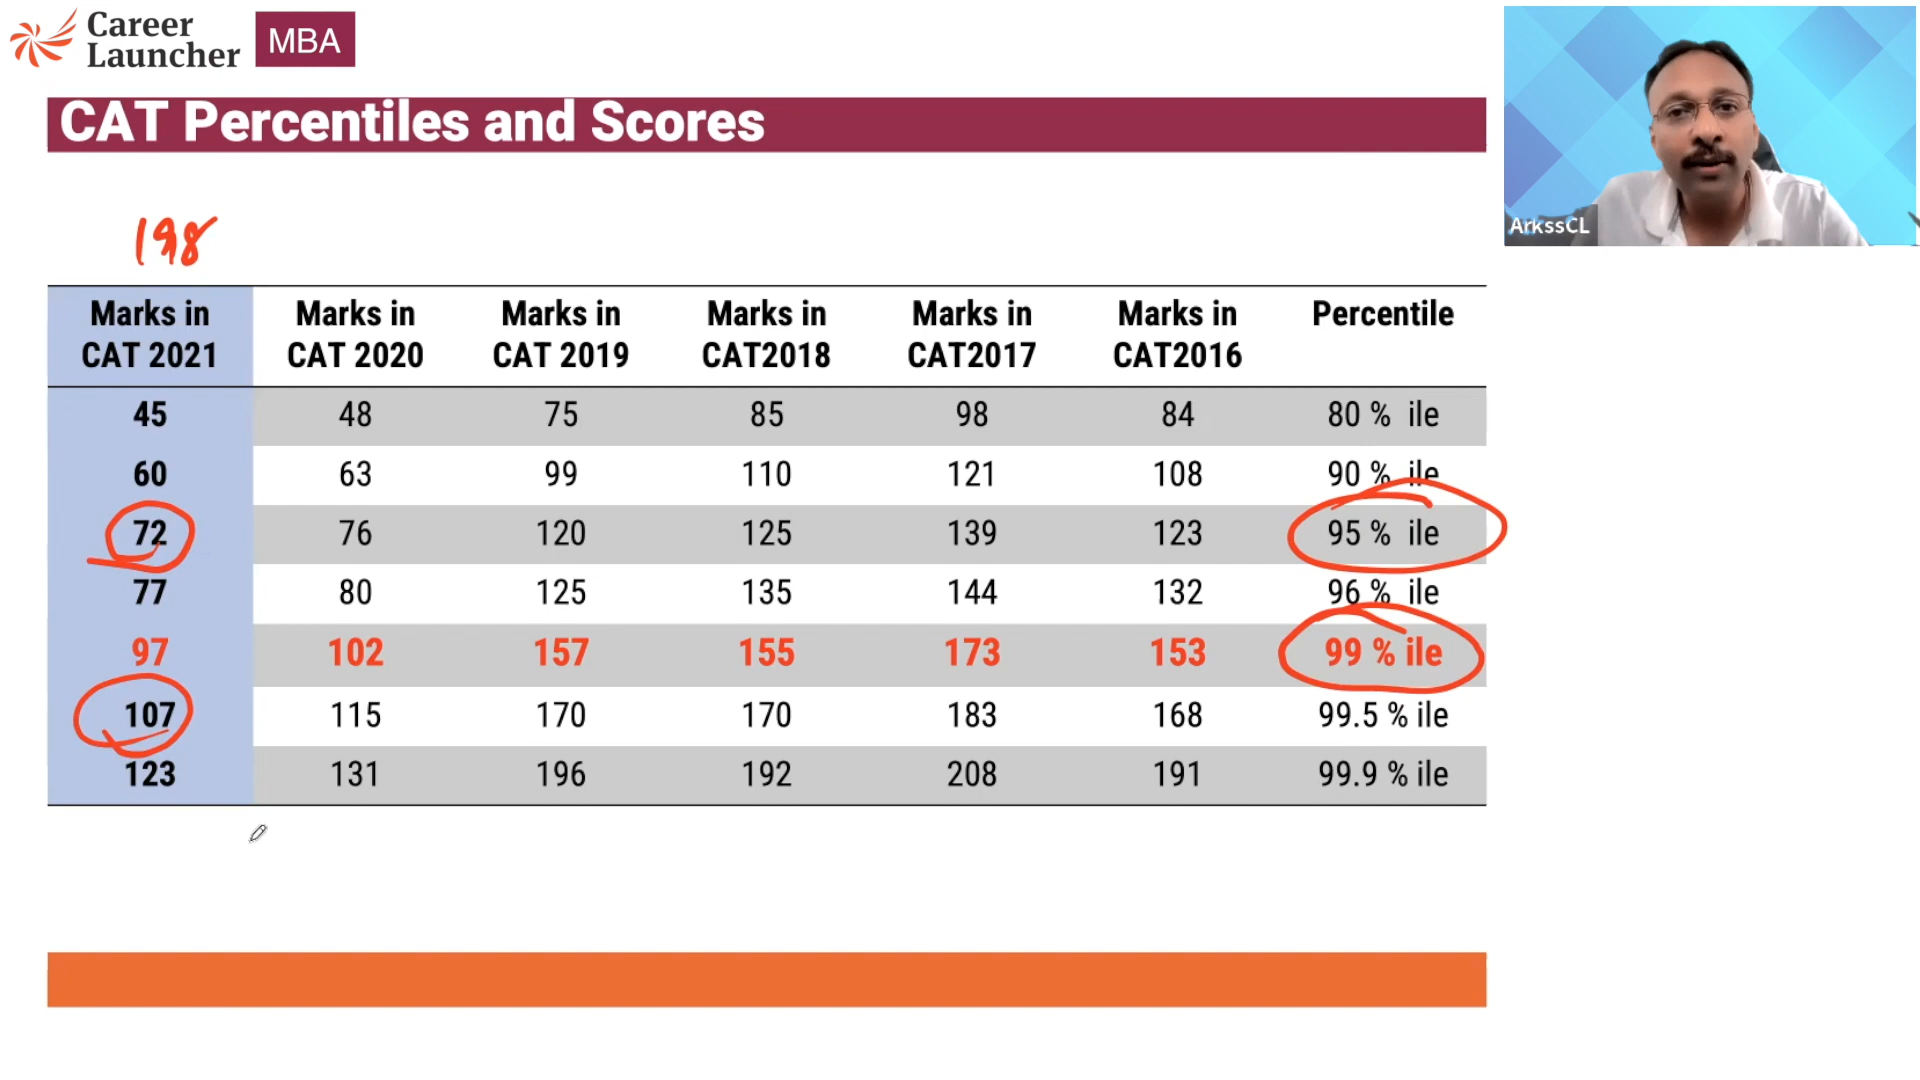 Career
Launcher
MBA
CAT Percentiles and Scores
ArkssCL
198
Marks in CAT 2021 Marks in CAT 2020 Marks in CAT 2019 Marks in CAT2018 Marks in CAT2017 Marks in CAT2016 Percentile
45 48 75 85 98 84 80 % ile
60 63 99 110 121 108 90 % ile
72 76 120 125 139 123 95 % ile
77 80 125 135 144 132 96 % ile
97 102 157 155 173 153 99 % ile
107 115 170 170 183 168 99.5 % ile
123 131 196 192 208 191 99.9 % ile